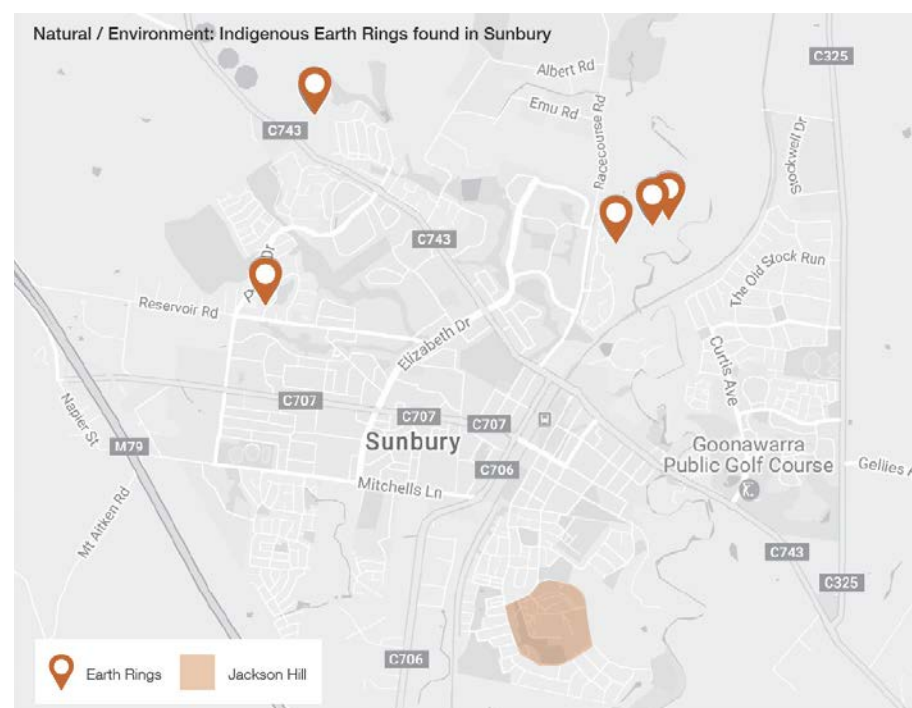 Natural / Environment: Indigenous Earth Rings found in Sunbury
C325
Albert Rd
Emu Rd
C743
Racecourse Rd
Stockwell Dr
C743
The Old Stock Run
Dr
Reservoir Rd
Elizabeth Dr
Curtis Ave
C707
C707
C707
Napier St
M79
Sunbury
C706
Goonawarra
Public Golf Course
Gellies
Mitchells Ln
Mt Aitken Rd
C743
C325
C706
Earth Rings
Jackson Hill